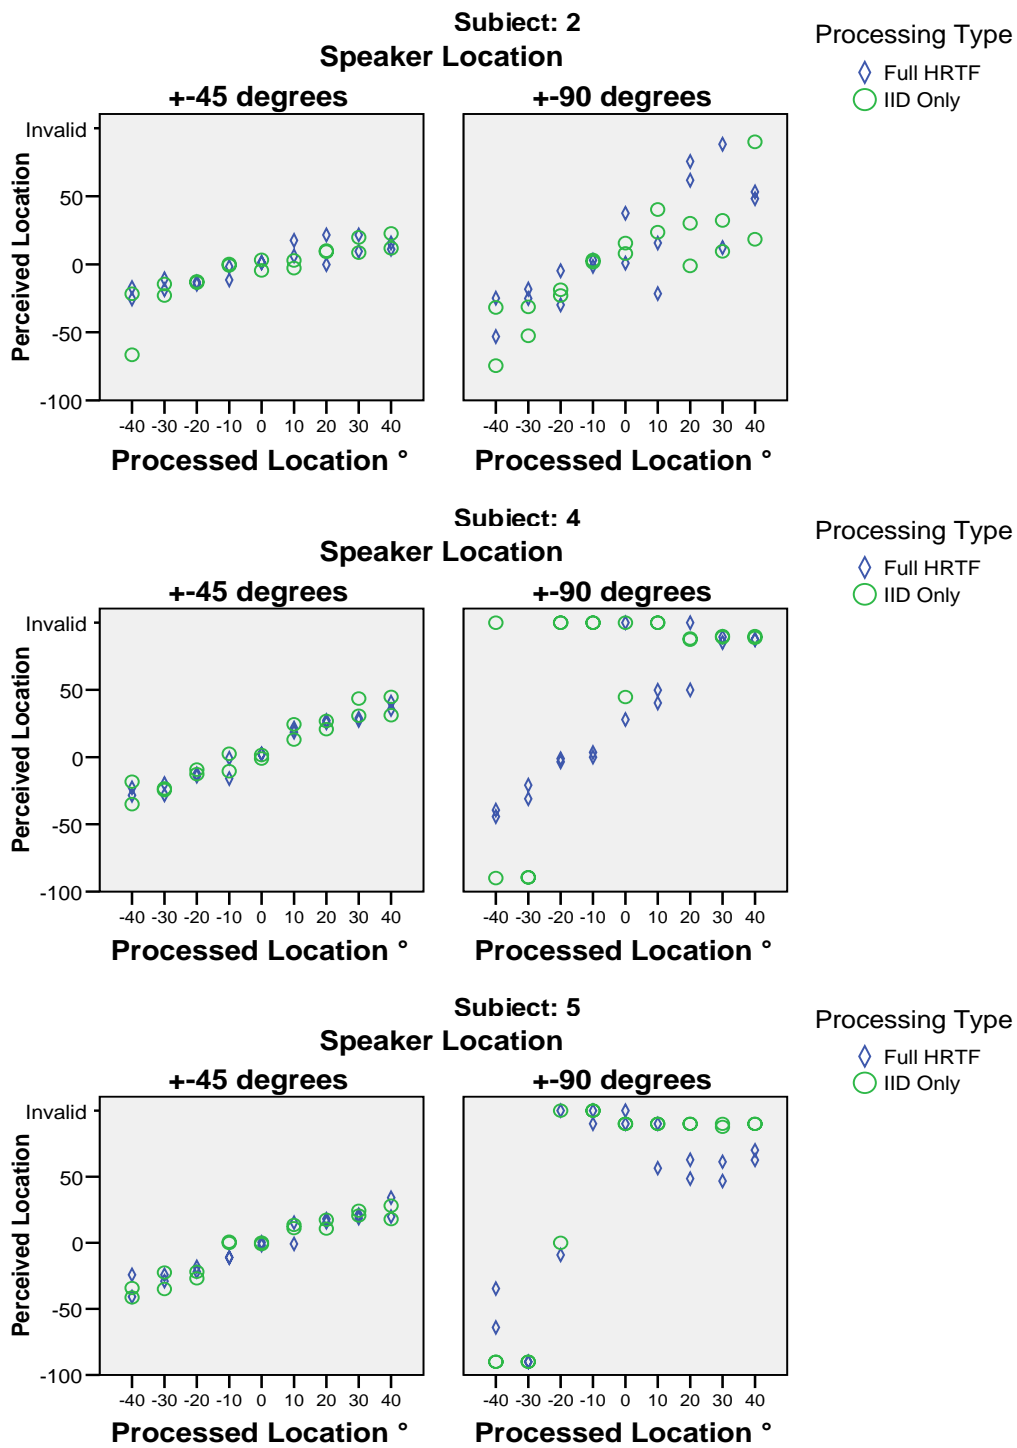 Subject: 2
Speaker Location
+-45 degrees
+-90 degrees
Processing Type
Full HRTF
IID Only
Perceived Location
Invalid
50
0
-50
-100
-40 -30 -20 -10 0 10 20 30 40
-40 -30 -20 -10 0 10 20 30 40
Processed Location °
Processed Location °
Subject: 4
Speaker Location
+-45 degrees
+-90 degrees
Processing Type
Full HRTF
IID Only
Perceived Location
Invalid
50
0
-50
-100
-40 -30 -20 -10 0 10 20 30 40
-40 -30 -20 -10 0 10 20 30 40
Processed Location °
Processed Location °
Subject: 5
Speaker Location
+-45 degrees
+-90 degrees
Processing Type
Full HRTF
IID Only
Perceived Location
Invalid
50
0
-50
-100
-40 -30 -20 -10 0 10 20 30 40
-40 -30 -20 -10 0 10 20 30 40
Processed Location °
Processed Location °